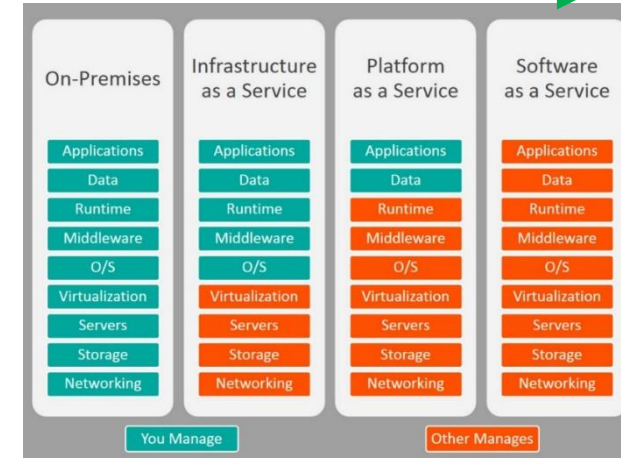 On-Premises
Applications
Data
Runtime
Middleware
O/S
Virtualization
Servers
Storage
Networking
Infrastructure
as a Service
Applications
Data
Runtime
Middleware
O/S
Virtualization
Servers
Storage
Networking
Platform
as a Service
Applications
Data
Runtime
Middleware
O/S
Virtualization
Servers
Storage
Networking
Software
as a Service
Applications
Data
Runtime
Middleware
O/S
Virtualization
Servers
Storage
Networking
You Manage
Other Manages